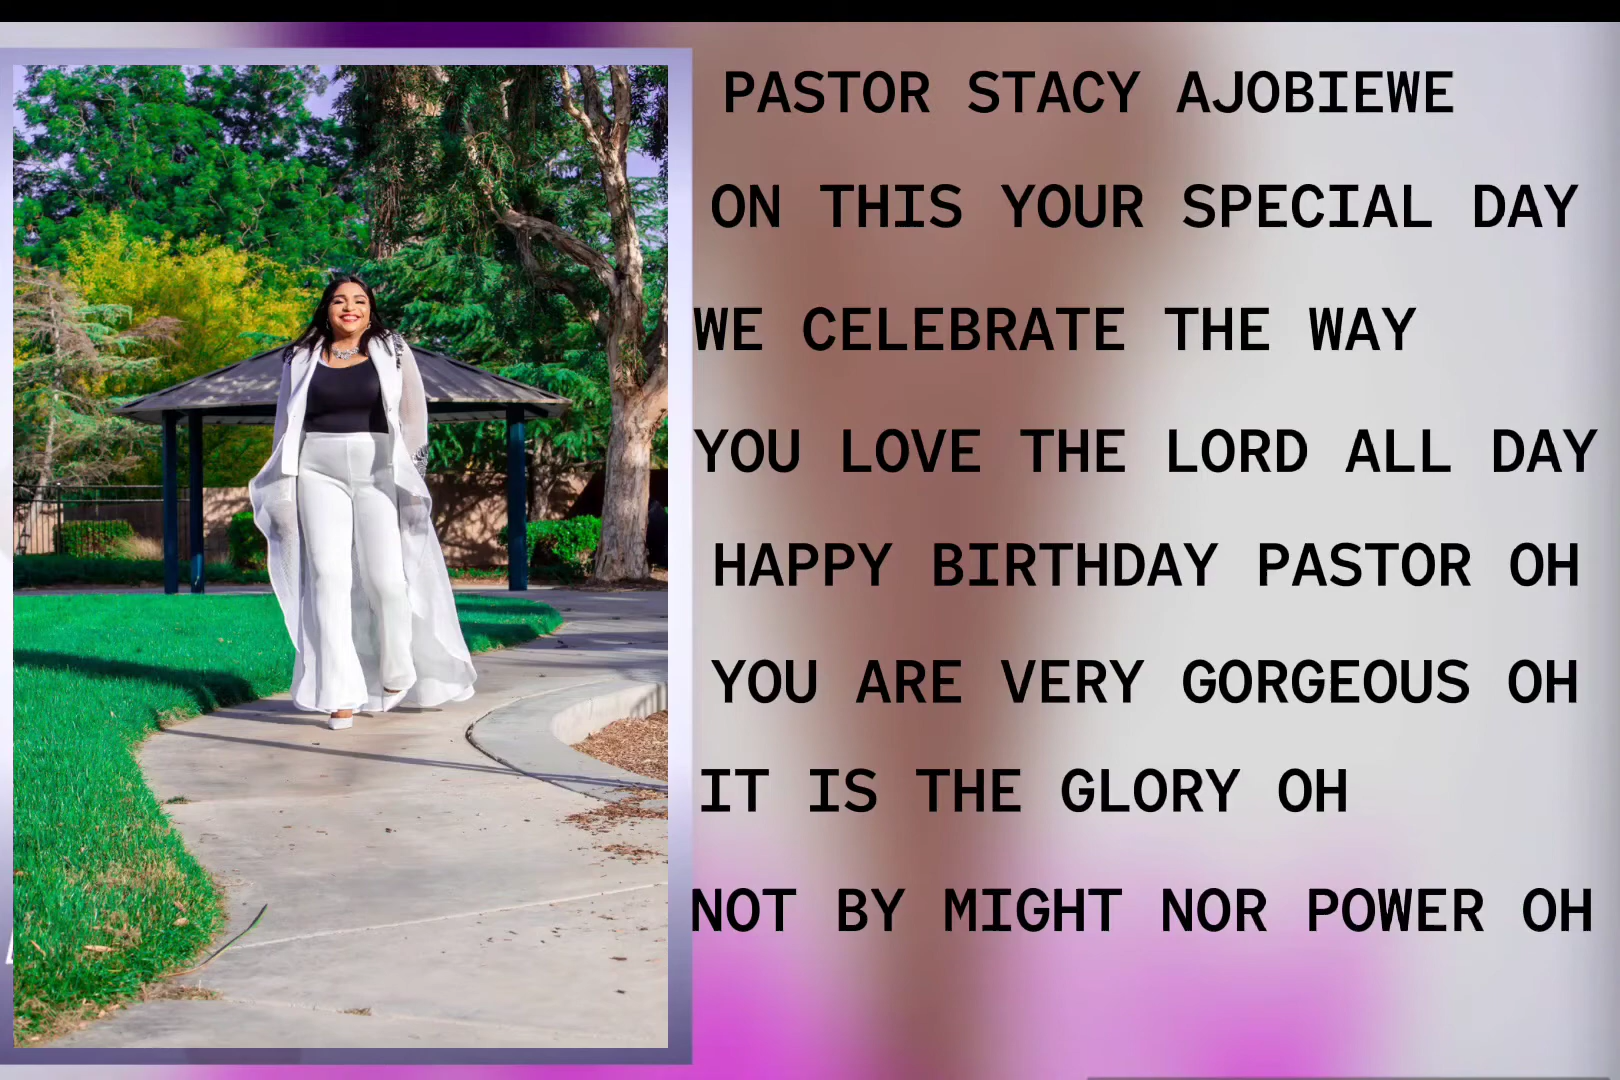 PASTOR STACY AJOBIEWE
ON THIS YOUR SPECIAL DAY
WE CELEBRATE THE WAY
YOU LOVE THE LORD ALL DAY
HAPPY BIRTHDAY PASTOR OH
YOU ARE VERY GORGEOUS OH
IT IS THE GLORY OH
NOT BY MIGHT NOR POWER OH